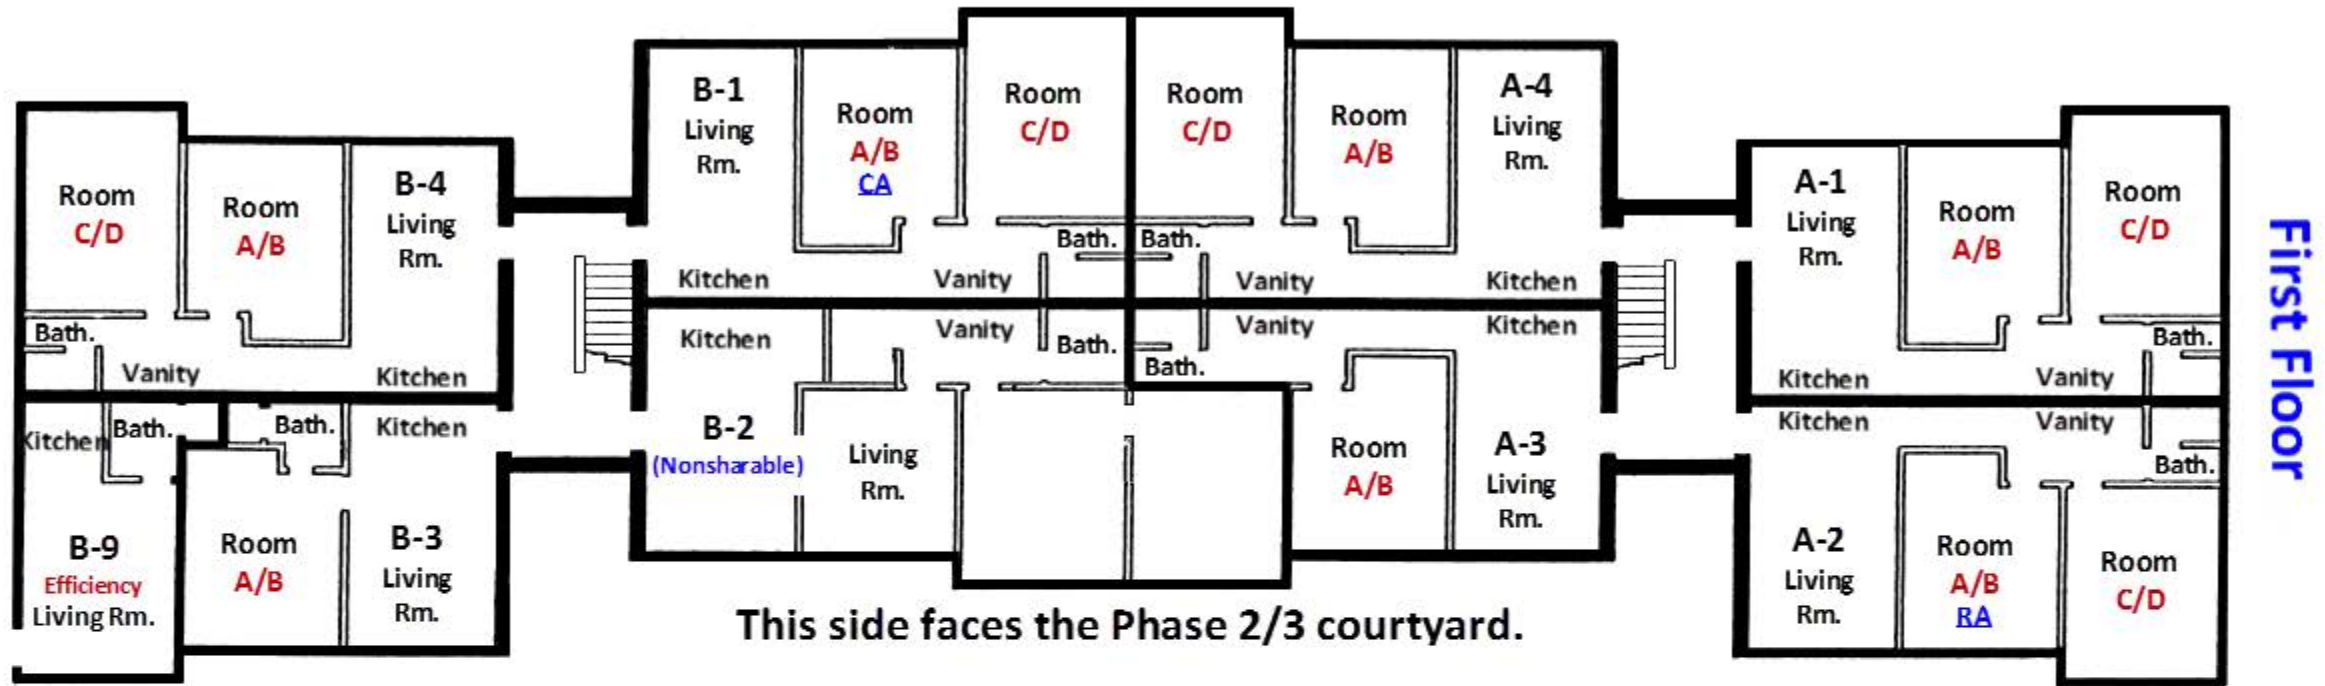 Room
C/D
Room
A/B
B-4
Living
Rm.
Bath.
Vanity
Kitchen
B-1
Living
Rm.
Room
A/B
CA
Room
C/D
Kitchen
Vanity
Bath.
Room
C/D
Room
A/B
A-4
Living
Rm.
Bath.
Vanity
Kitchen
A-1
Living
Rm.
Room
A/B
Room
C/D
Bath.
Kitchen
Vanity
First Floor
Kitchen
Bath.
B-9
Efficiency
Living Rm.
Bath.
Kitchen
Room
A/B
B-3
Living
Rm.
Kitchen
Vanity
Bath.
B-2
(Nonsharable)
Living
Rm.
Vanity
Kitchen
Bath.
Room
A/B
A-3
Living
Rm.
Kitchen
Vanity
Bath.
A-2
Living
Rm.
Room
A/B
RA
Room
C/D
This side faces the Phase 2/3 courtyard.